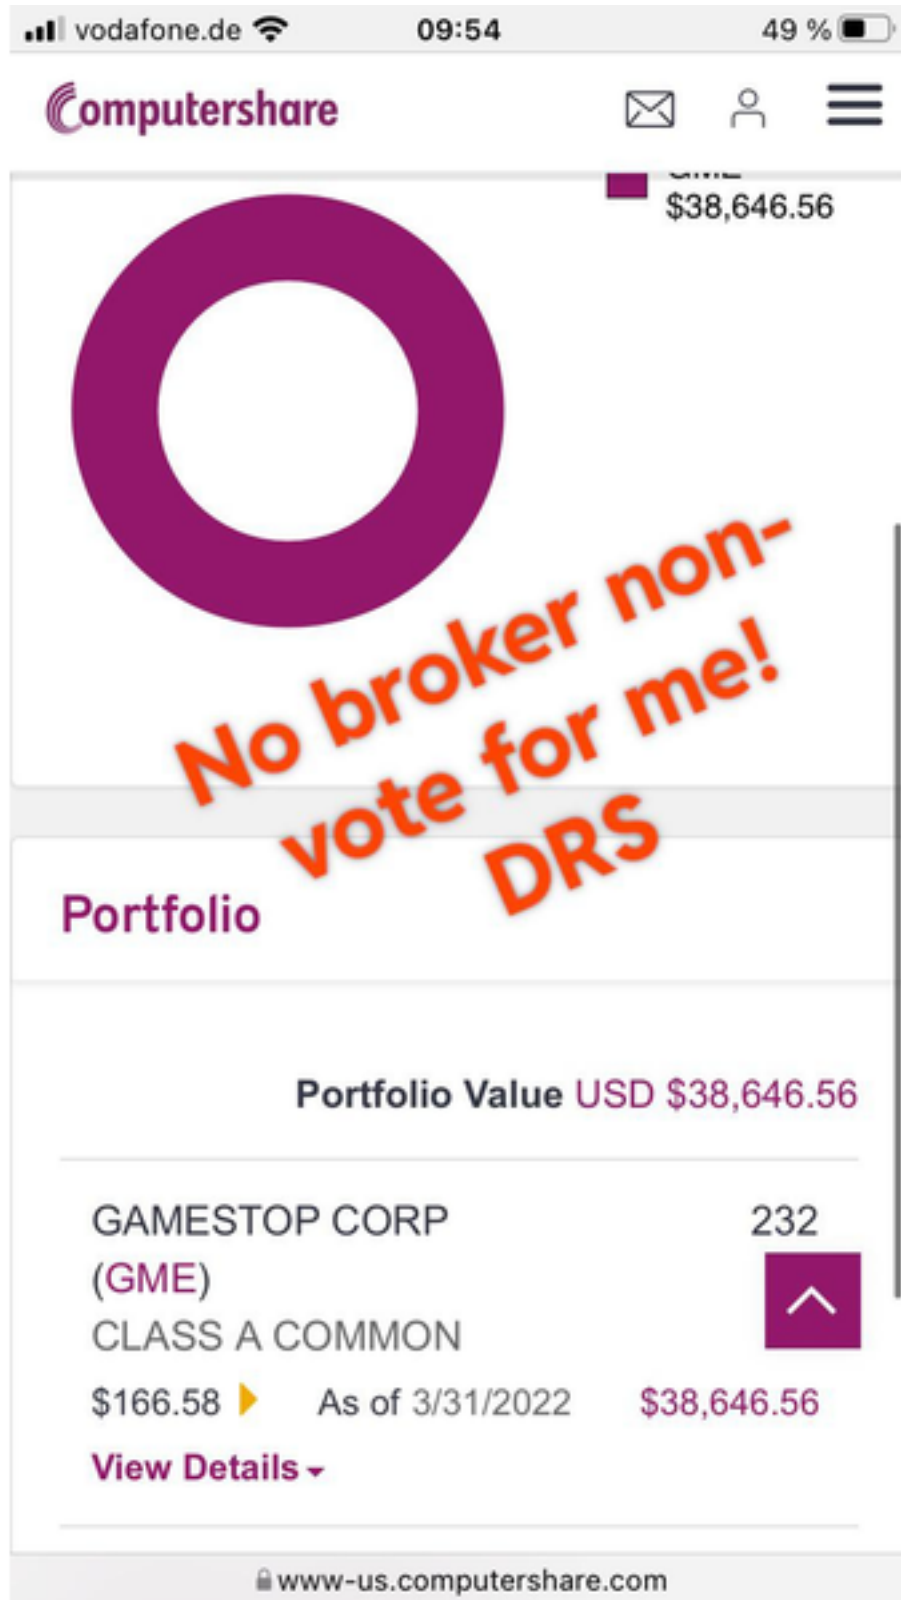 vodafone.de 09:54 49 %
Computershare
$38,646.56
No broker non-
vote for me!
DRS
Portfolio
Portfolio Value USD $38,646.56
GAMESTOP CORP 232
(GME)
CLASS A COMMON
$166.58 As of 3/31/2022 $38,646.56
View Details
www-us.computershare.com